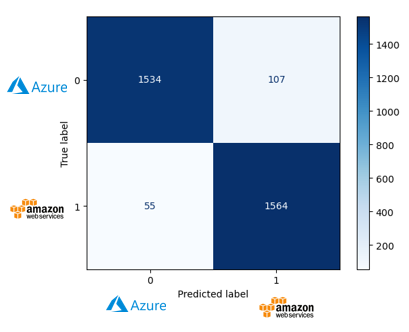 1534 107
55 1564
Azure
amazon
webservices
0
1
True label
0 1
Predicted label
Azure
amazon
webservices
1400
1200
1000
800
600
400
200